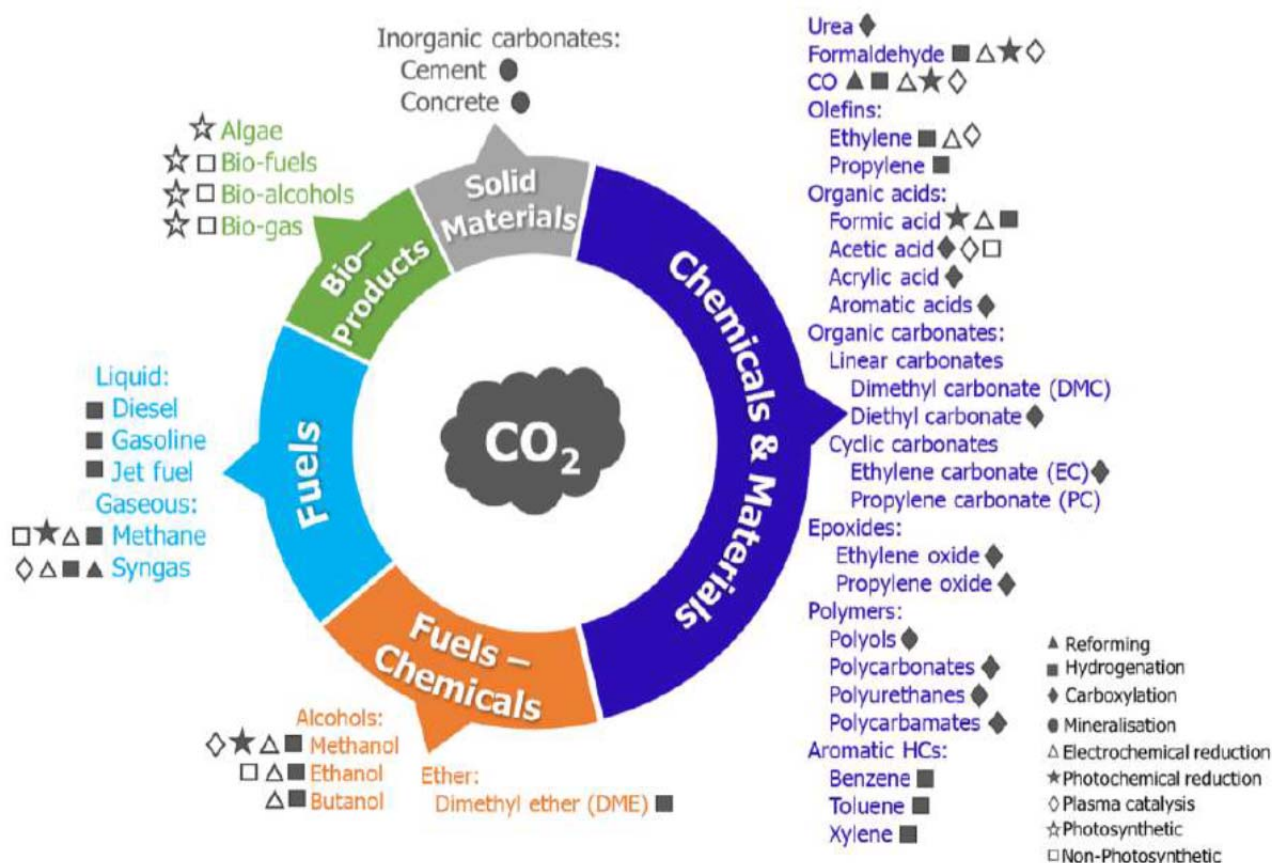 Inorganic carbonates:
Cement ●
Concrete ●
☆ Algae
☆ □ Bio-fuels
☆ □ Bio-alcohols
☆ □ Bio-gas
Solid
Materials
Bio–
Products
Fuels
Fuels –
Chemicals
Chemicals & Materials
CO₂
Liquid:
■ Diesel
■ Gasoline
■ Jet fuel
Gaseous:
□ ★ △ ■ Methane
◇ △ ■ ▲ Syngas
Alcohols:
◇ ★ △ ■ Methanol
□ △ ■ Ethanol
△ ■ Butanol
Ether:
Dimethyl ether (DME) ■
Urea ◆
Formaldehyde ■ △ ★ ◇
CO ▲ ■ △ ★ ◇
Olefins:
Ethylene ■ △ ◇
Propylene ■
Organic acids:
Formic acid ★ △ ■
Acetic acid ◆ ◇ □
Acrylic acid ◆
Aromatic acids ◆
Organic carbonates:
Linear carbonates
Dimethyl carbonate (DMC)
Diethyl carbonate ◆
Cyclic carbonates
Ethylene carbonate (EC) ◆
Propylene carbonate (PC)
Epoxides:
Ethylene oxide ◆
Propylene oxide ◆
Polymers:
Polyols ◆
Polycarbonates ◆
Polyurethanes ◆
Polycarbamates ◆
Aromatic HCs:
Benzene ■
Toluene ■
Xylene ■
▲ Reforming
■ Hydrogenation
◆ Carboxylation
● Mineralisation
△ Electrochemical reduction
★ Photochemical reduction
◇ Plasma catalysis
☆ Photosynthetic
□ Non-Photosynthetic